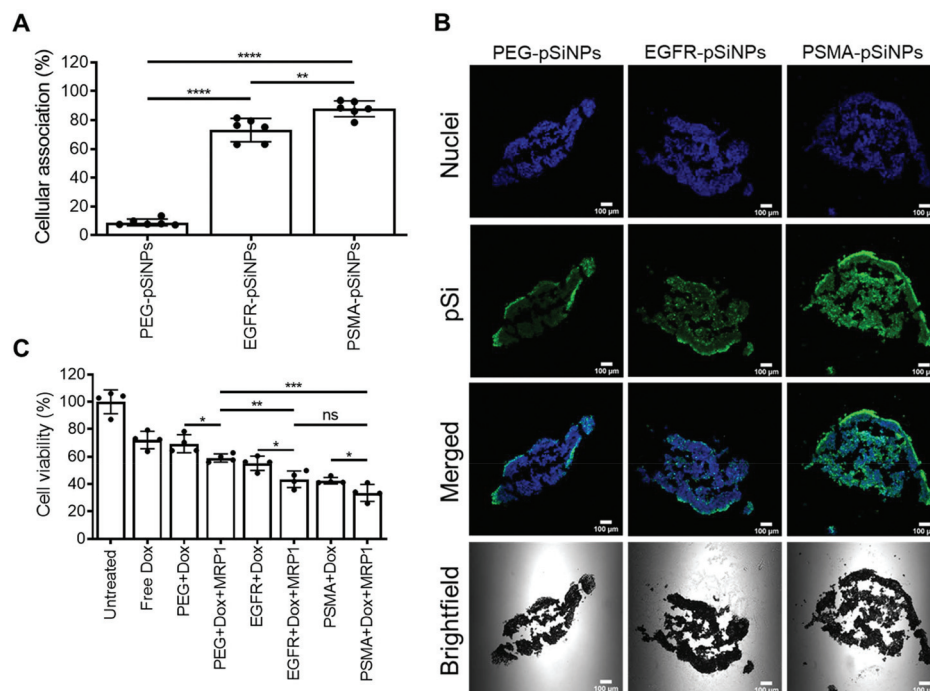 A
Cellular association (%)
120
100
80
60
40
20
0
****
****
**
PEG-pSiNPs
EGFR-pSiNPs
PSMA-pSiNPs
B
PEG-pSiNPs EGFR-pSiNPs PSMA-pSiNPs
Nuclei
100 µm 100 µm 100 µm
pSi
100 µm 100 µm 100 µm
Merged
100 µm 100 µm 100 µm
Brightfield
100 µm 100 µm 100 µm
C
Cell viability (%)
120
100
80
60
40
20
0
***
**
ns
*
*
*
Untreated
Free Dox
PEG+Dox
PEG+Dox+MRP1
EGFR+Dox
EGFR+Dox+MRP1
PSMA+Dox
PSMA+Dox+MRP1